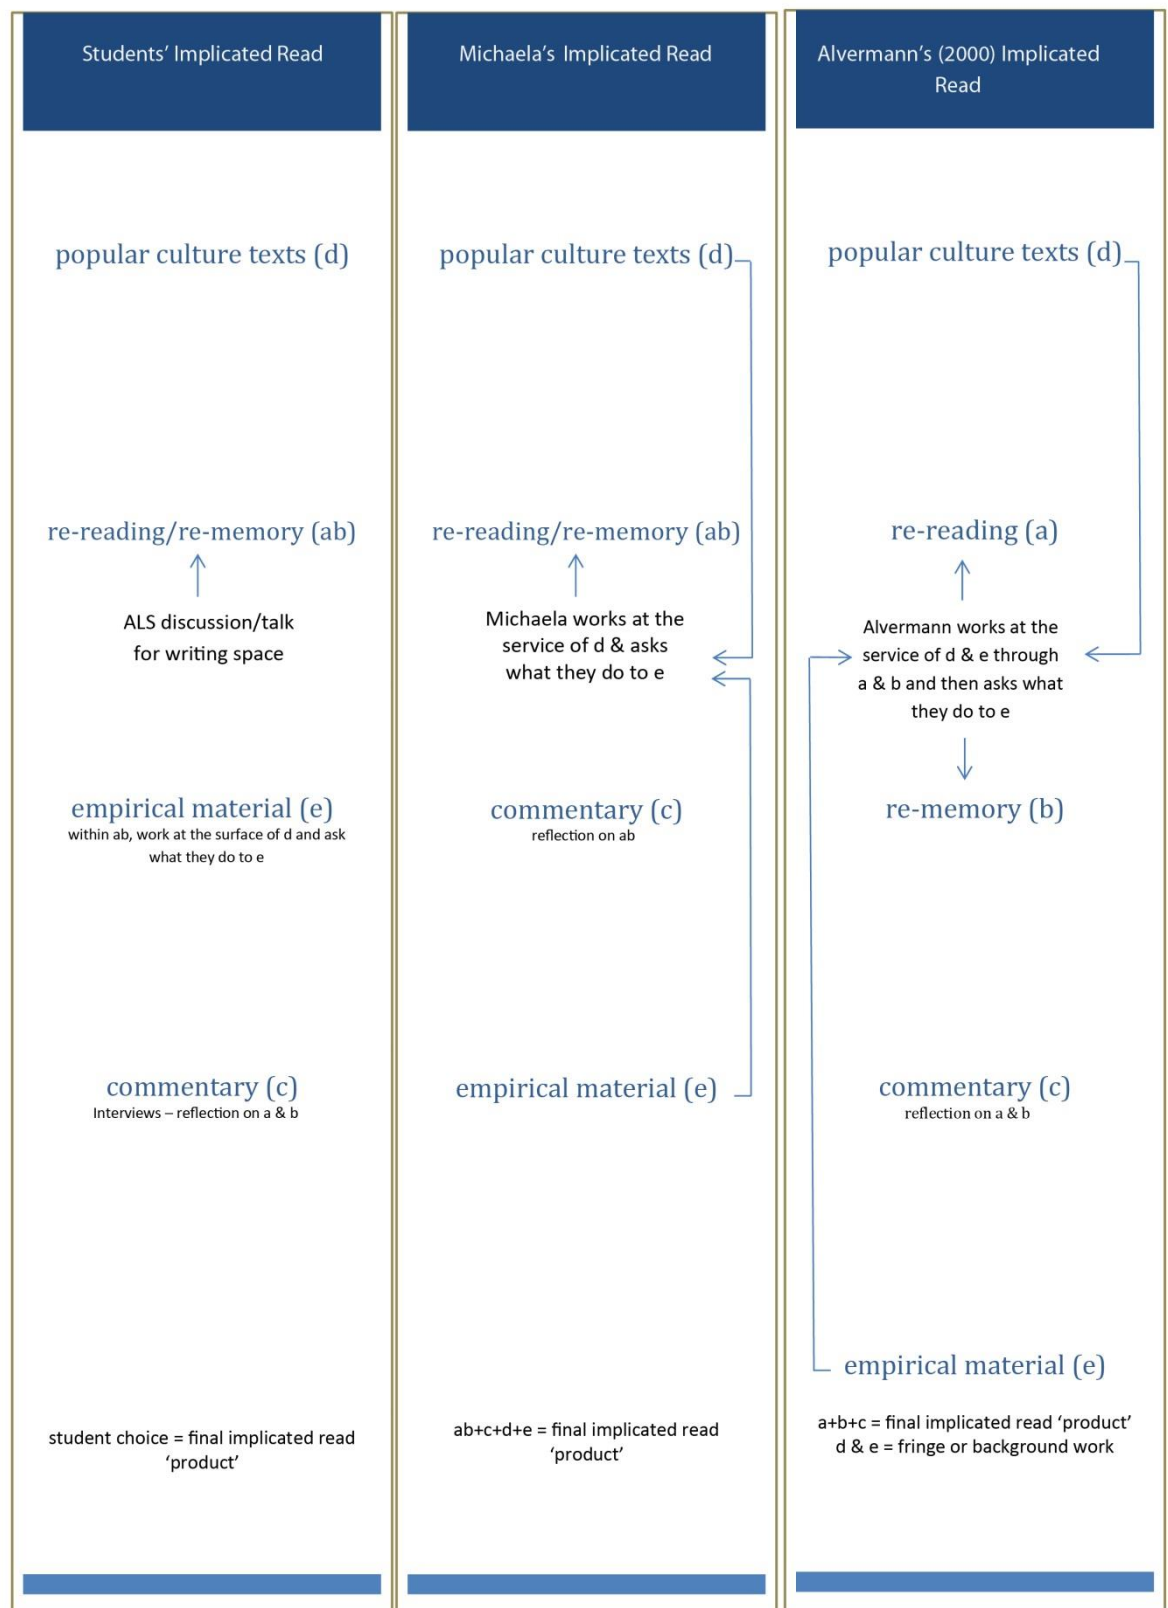 Students' Implicated Read
popular culture texts (d)
re-reading/re-memory (ab)
ALS discussion/talk
for writing space
empirical material (e)
within ab, work at the surface of d and ask
what they do to e
commentary (c)
Interviews – reflection on a & b
student choice = final implicated read
‘product’
Michaela's Implicated Read
popular culture texts (d)
re-reading/re-memory (ab)
Michaela works at the
service of d & asks
what they do to e
commentary (c)
reflection on ab
empirical material (e)
ab+c+d+e = final implicated read
‘product’
Alvermann's (2000) Implicated
Read
popular culture texts (d)
re-reading (a)
Alvermann works at the
service of d & e through
a & b and then asks what
they do to e
re-memory (b)
commentary (c)
reflection on a & b
empirical material (e)
a+b+c = final implicated read ‘product’
d & e = fringe or background work